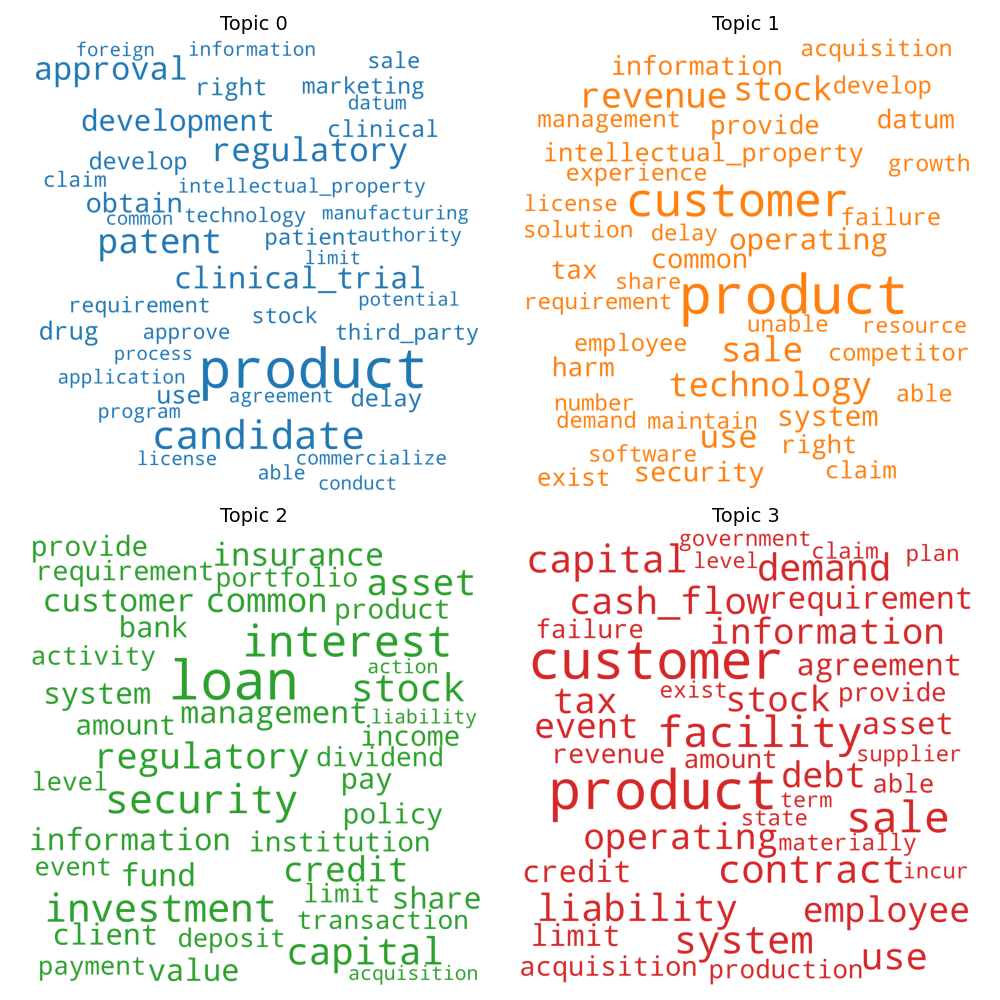 Topic 0
foreign information
approval sale
right marketing
datum
development clinical
regulatory
develop
claim intellectual_property
obtain
common technology manufacturing
patent patient authority
limit
clinical_trial
requirement potential
stock
drug approve third_party
process
product
application
use agreement delay
program
candidate
license commercialize
able
conduct
Topic 1
acquisition
information
revenue stock develop
management provide datum
intellectual_property
experience growth
license customer
failure
solution delay operating
common
tax
share
requirement product
unable resource
employee sale competitor
harm
technology
number able
demand maintain system
use right
software
exist security claim
Topic 2
provide insurance
requirement portfolio asset
customer common product
bank
interest
activity
action
system loan stock
amount management liability
income
regulatory dividend
level pay
security
policy
information institution
event fund credit
limit share
investment transaction
client deposit
capital
payment value acquisition
Topic 3
government
capital level claim plan
demand
cash_flow requirement
failure information
customer agreement
tax exist stock provide
event facility asset
revenue amount supplier
product debt able
term
state sale
operating materially
credit contract incur
liability employee
limit system
use
acquisition production